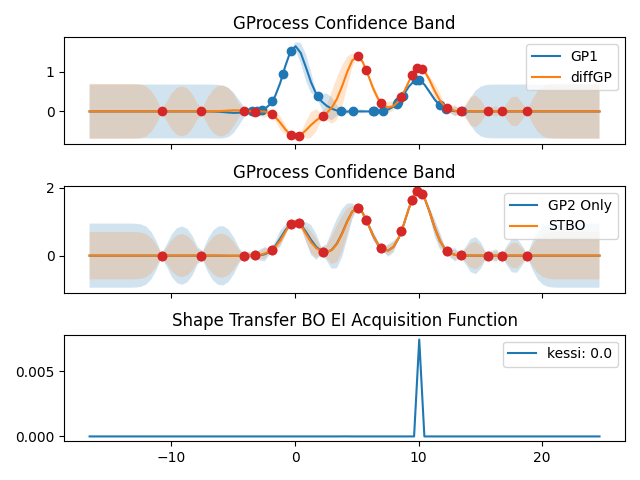 GProcess Confidence Band
GP1
diffGP
1
0
GProcess Confidence Band
GP2 Only
STBO
2
0
Shape Transfer BO EI Acquisition Function
kessi: 0.0
0.005
0.000
−10
0
10
20